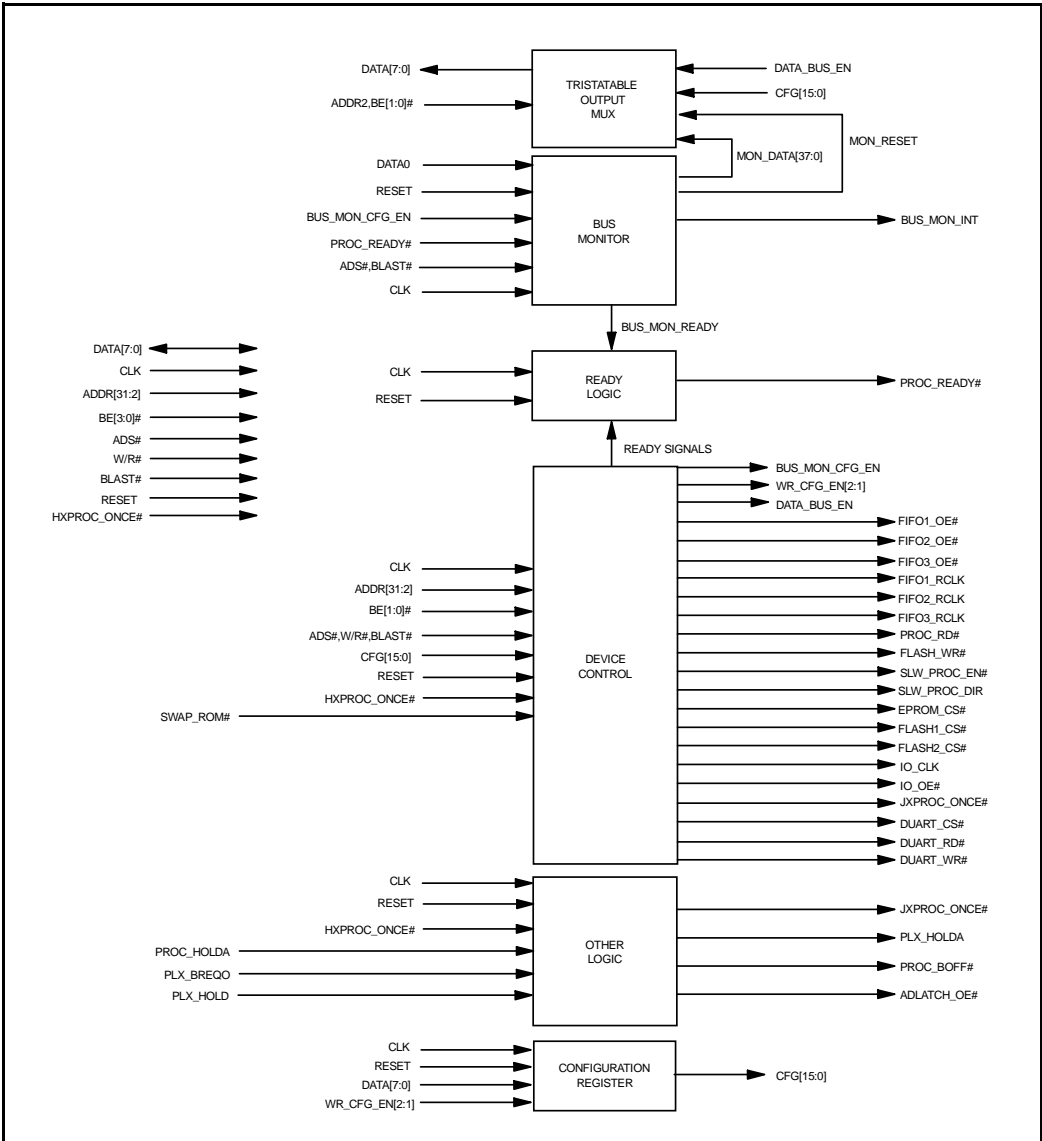 DATA[7:0]
ADDR2,BE[1:0]#
TRISTATABLE
OUTPUT
MUX
DATA_BUS_EN
CFG[15:0]
MON_RESET
MON_DATA[37:0]
DATA0
RESET
BUS_MON_CFG_EN
PROC_READY#
ADS#,BLAST#
CLK
BUS
MONITOR
BUS_MON_INT
BUS_MON_READY
DATA[7:0]
CLK
ADDR[31:2]
BE[3:0]#
ADS#
W/R#
BLAST#
RESET
HXPROC_ONCE#
CLK
RESET
READY
LOGIC
PROC_READY#
READY SIGNALS
CLK
ADDR[31:2]
BE[1:0]#
ADS#,W/R#,BLAST#
CFG[15:0]
RESET
HXPROC_ONCE#
SWAP_ROM#
DEVICE
CONTROL
BUS_MON_CFG_EN
WR_CFG_EN[2:1]
DATA_BUS_EN
FIFO1_OE#
FIFO2_OE#
FIFO3_OE#
FIFO1_RCLK
FIFO2_RCLK
FIFO3_RCLK
PROC_RD#
FLASH_WR#
SLW_PROC_EN#
SLW_PROC_DIR
EPROM_CS#
FLASH1_CS#
FLASH2_CS#
IO_CLK
IO_OE#
JXPROC_ONCE#
DUART_CS#
DUART_RD#
DUART_WR#
CLK
RESET
HXPROC_ONCE#
PROC_HOLDA
PLX_BREQO
PLX_HOLD
OTHER
LOGIC
JXPROC_ONCE#
PLX_HOLDA
PROC_BOFF#
ADLATCH_OE#
CLK
RESET
DATA[7:0]
WR_CFG_EN[2:1]
CONFIGURATION
REGISTER
CFG[15:0]